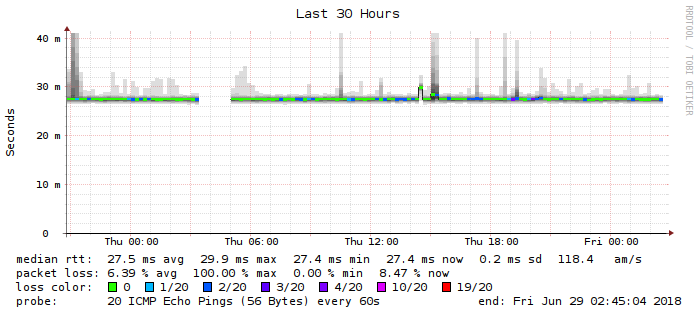 Last 30 Hours
RRDTOOL / TOBI OETIKER
Seconds
40 m
30 m
20 m
10 m
0
Thu 00:00 Thu 06:00 Thu 12:00 Thu 18:00 Fri 00:00
median rtt: 27.5 ms avg 29.9 ms max 27.4 ms min 27.4 ms now 0.2 ms sd 118.4 am/s
packet loss: 6.39 % avg 100.00 % max 0.00 % min 8.47 % now
loss color: 0 1/20 2/20 3/20 4/20 10/20 19/20
probe: 20 ICMP Echo Pings (56 Bytes) every 60s end: Fri Jun 29 02:45:04 2018